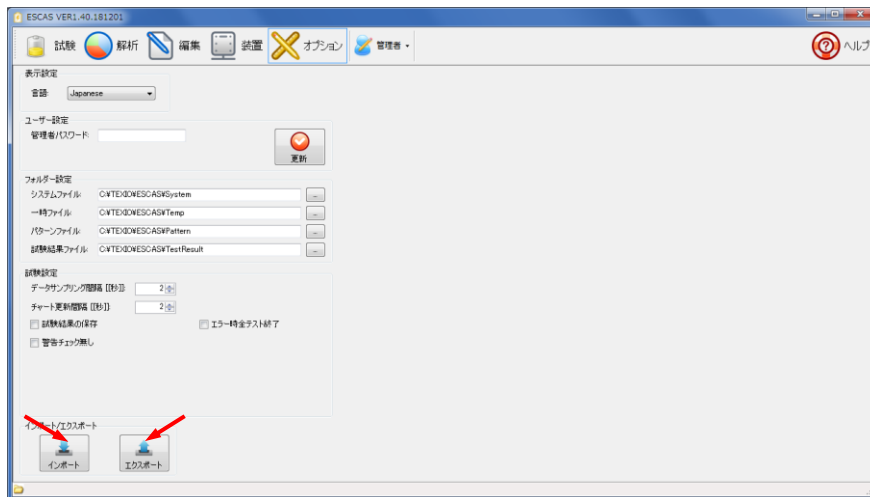 ESCAS VER1.40.181201
試験 解析 編集 装置 オプション 管理者 ヘルプ
表示設定
言語 Japanese
ユーザー設定
管理者パスワード:
更新
フォルダー設定
システムファイル: C:¥TEXIO¥ESCAS¥System ...
一時ファイル: C:¥TEXIO¥ESCAS¥Temp ...
パターンファイル: C:¥TEXIO¥ESCAS¥Pattern ...
試験結果ファイル: C:¥TEXIO¥ESCAS¥TestResult ...
試験設定
データサンプリング間隔 [[秒]]: 2
チャート更新間隔 [[秒]]: 2
試験結果の保存 エラー時全テスト終了
警告チェック無し
インポート/エクスポート
インポート エクスポート